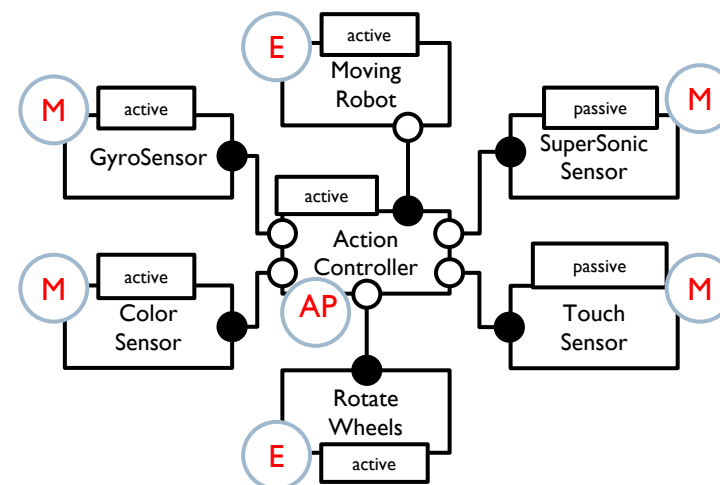 E
active
Moving
Robot
M
active
GyroSensor
passive
M
SuperSonic
Sensor
active
Action
Controller
AP
M
active
Color
Sensor
passive
M
Touch
Sensor
Rotate
Wheels
E
active